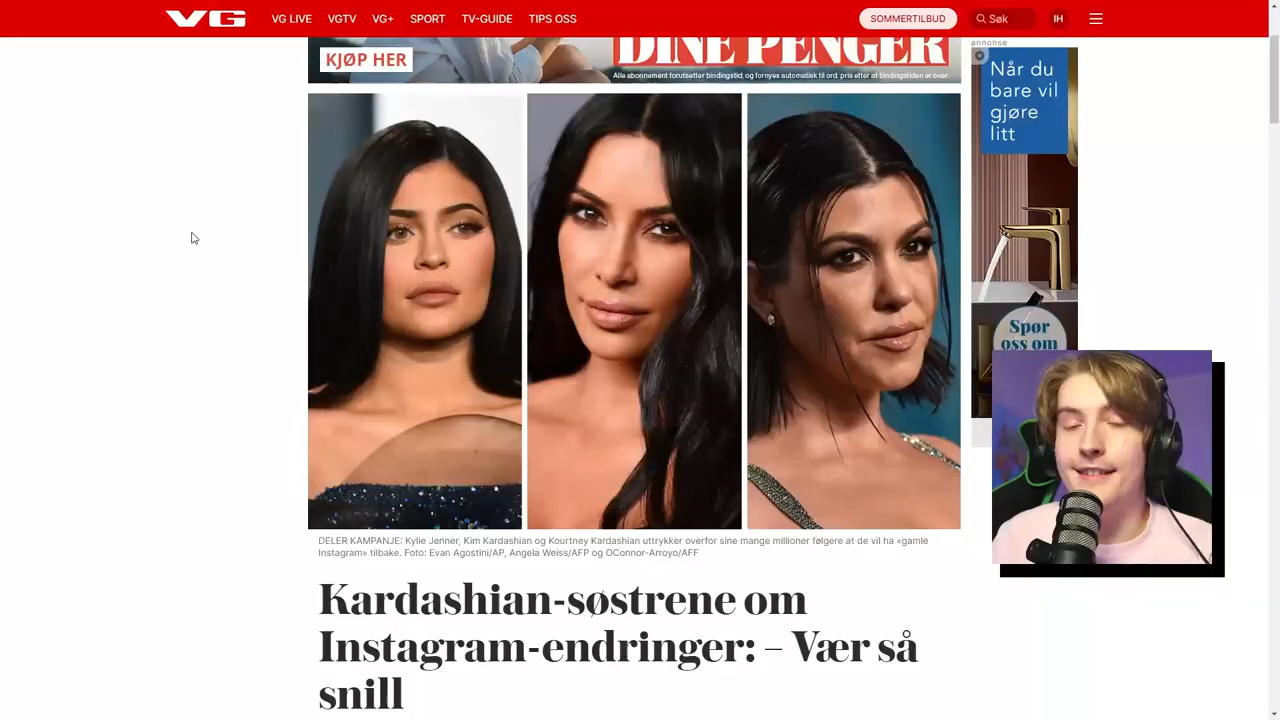 VG VG LIVE VGTV VG+ SPORT TV-GUIDE TIPS OSS SOMMERTILBUD Søk IH
KJØP HER
DINE PENGER
Alle abonnement forutsetter bindingstid, og fornyes automatisk til ord. pris etter at bindingstiden er over.
annonse
Når du
bare vil
gjøre
litt
Spør
oss om
DELER KAMPANJE: Kylie Jenner, Kim Kardashian og Kourtney Kardashian uttrykker overfor sine mange millioner følgere at de vil ha «gamle
Instagram» tilbake. Foto: Evan Agostini/AP, Angela Weiss/AFP og OConnor-Arroyo/AFF
Kardashian-søstrene om
Instagram-endringer: – Vær så
snill